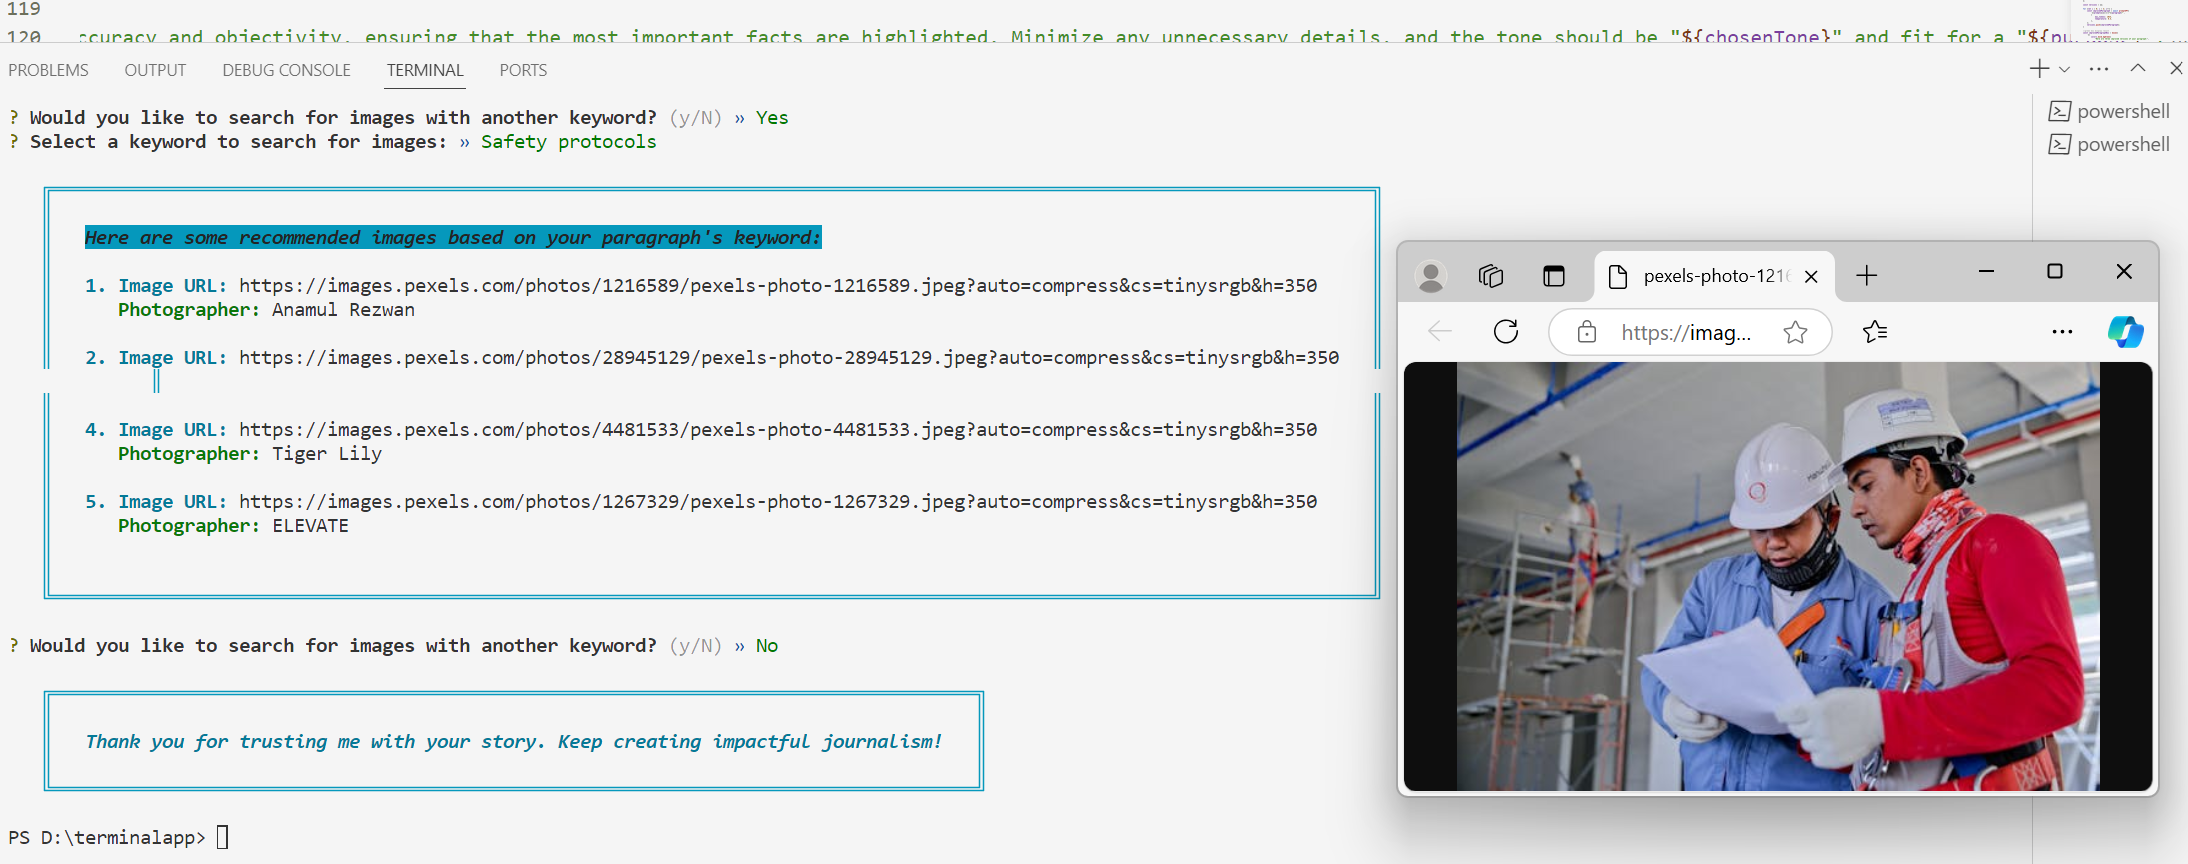 119
120 ccuracy and objectivity, ensuring that the most important facts are highlighted. Minimize any unnecessary details, and the tone should be "${chosenTone}" and fit for a "${pu
PROBLEMS OUTPUT DEBUG CONSOLE TERMINAL PORTS
? Would you like to search for images with another keyword? (y/N) » Yes
? Select a keyword to search for images: » Safety protocols
Here are some recommended images based on your paragraph's keyword:
1. Image URL: https://images.pexels.com/photos/1216589/pexels-photo-1216589.jpeg?auto=compress&cs=tinysrgb&h=350
Photographer: Anamul Rezwan
2. Image URL: https://images.pexels.com/photos/28945129/pexels-photo-28945129.jpeg?auto=compress&cs=tinysrgb&h=350
4. Image URL: https://images.pexels.com/photos/4481533/pexels-photo-4481533.jpeg?auto=compress&cs=tinysrgb&h=350
Photographer: Tiger Lily
5. Image URL: https://images.pexels.com/photos/1267329/pexels-photo-1267329.jpeg?auto=compress&cs=tinysrgb&h=350
Photographer: ELEVATE
? Would you like to search for images with another keyword? (y/N) » No
Thank you for trusting me with your story. Keep creating impactful journalism!
PS D:\terminalapp>
powershell
powershell
pexels-photo-1216
https://imag...